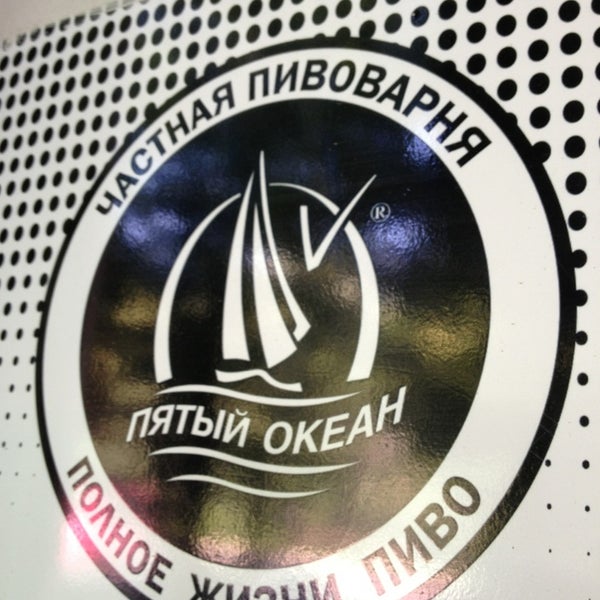 ЧАСТНАЯ ПИВОВАРНЯ
®
ПЯТЫЙ ОКЕАН
ПОЛНОЕ ЖИЗНИ ПИВО